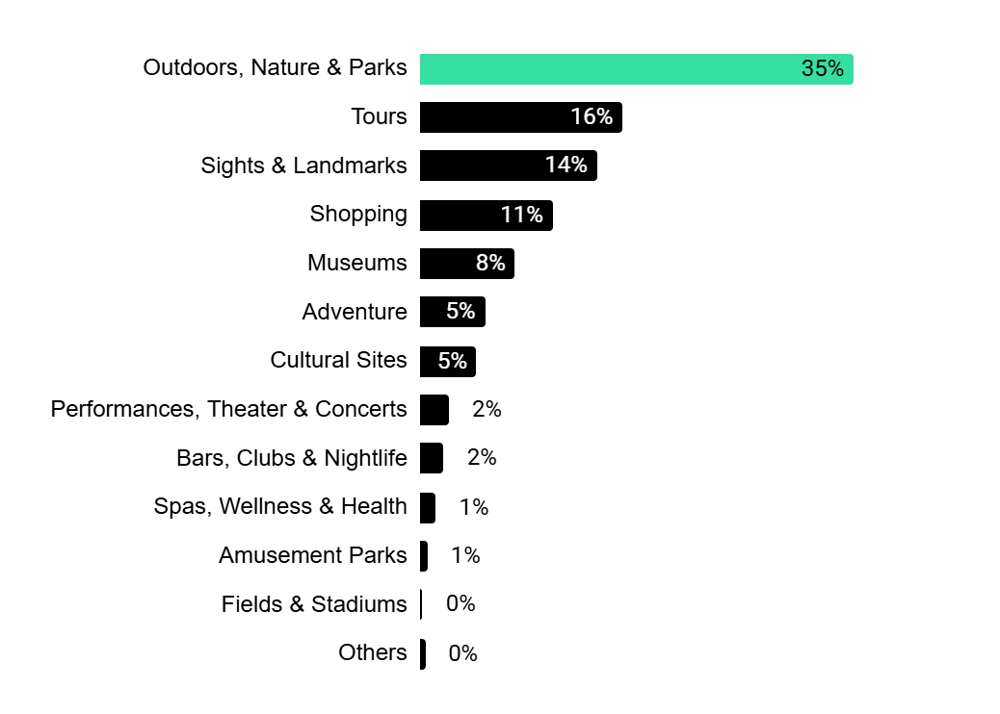 Outdoors, Nature & Parks 35%
Tours 16%
Sights & Landmarks 14%
Shopping 11%
Museums 8%
Adventure 5%
Cultural Sites 5%
Performances, Theater & Concerts 2%
Bars, Clubs & Nightlife 2%
Spas, Wellness & Health 1%
Amusement Parks 1%
Fields & Stadiums 0%
Others 0%